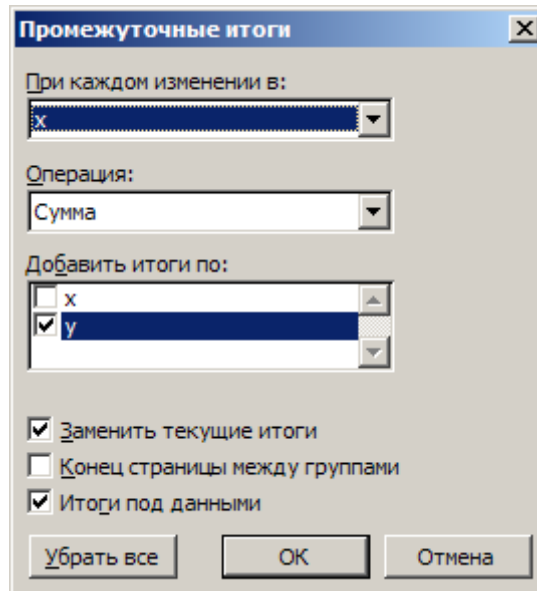 Промежуточные итоги
При каждом изменении в:
x
Операция:
Сумма
Добавить итоги по:
x
y
Заменить текущие итоги
Конец страницы между группами
Итоги под данными
Убрать все ОК Отмена